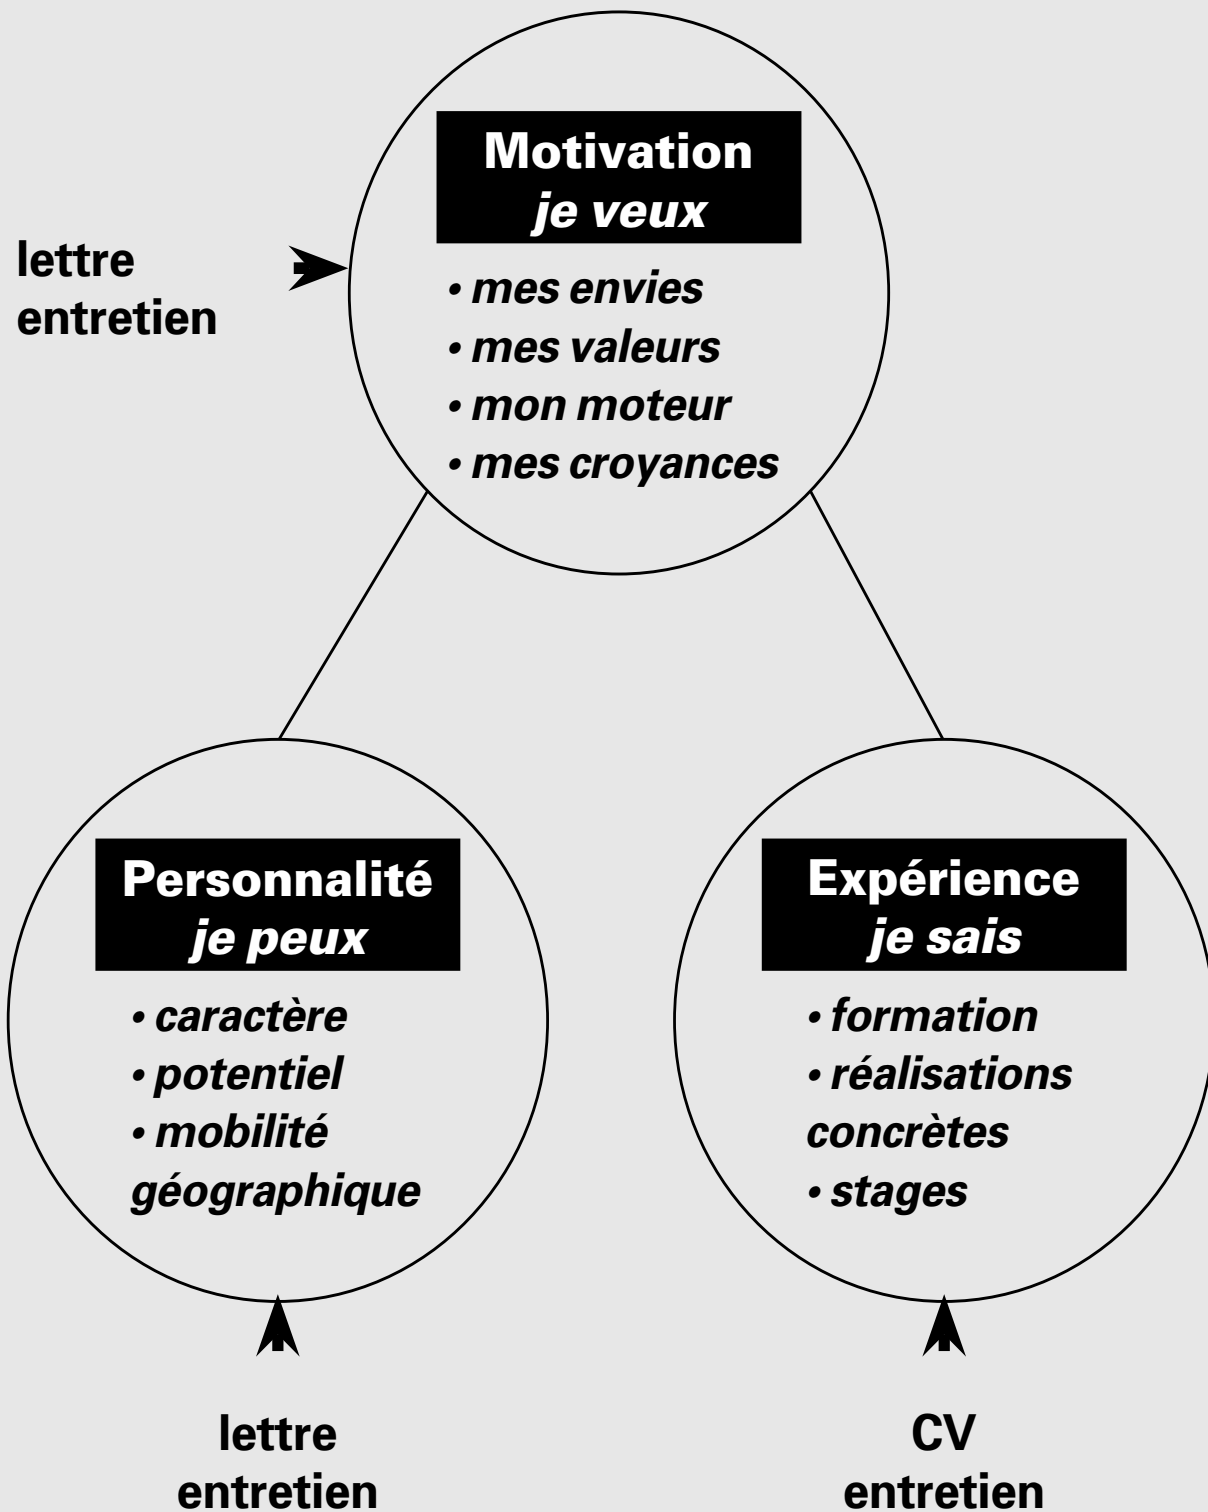 Motivation
je veux
lettre
entretien
• mes envies
• mes valeurs
• mon moteur
• mes croyances
Personnalité
je peux
• caractère
• potentiel
• mobilité
géographique
lettre
entretien
Expérience
je sais
• formation
• réalisations
concrètes
• stages
CV
entretien